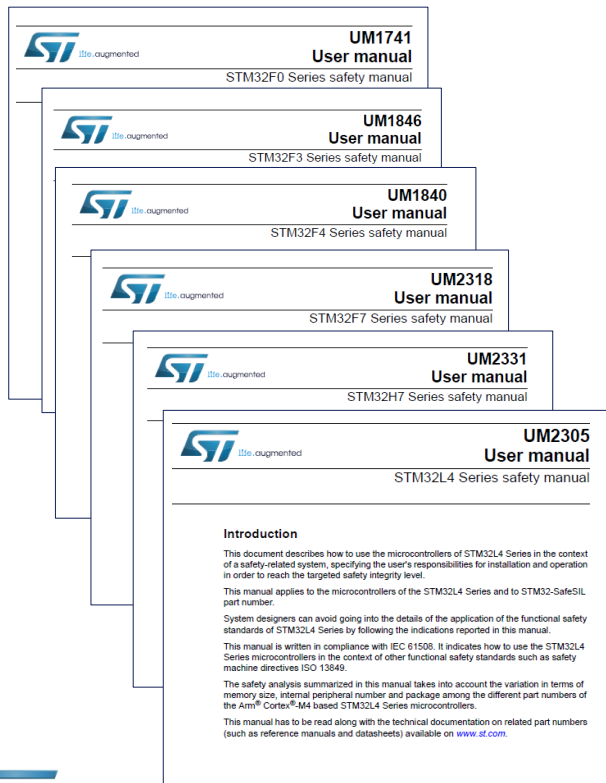 UM1741
User manual
life.augmented
STM32F0 Series safety manual
UM1846
User manual
life.augmented
STM32F3 Series safety manual
UM1840
User manual
life.augmented
STM32F4 Series safety manual
UM2318
User manual
life.augmented
STM32F7 Series safety manual
UM2331
User manual
life.augmented
STM32H7 Series safety manual
UM2305
User manual
life.augmented
STM32L4 Series safety manual
Introduction
This document describes how to use the microcontrollers of STM32L4 Series in the context
of a safety-related system, specifying the user's responsibilities for installation and operation
in order to reach the targeted safety integrity level.
This manual applies to the microcontrollers of the STM32L4 Series and to STM32-SafeSIL
part number.
System designers can avoid going into the details of the application of the functional safety
standards of STM32L4 Series by following the indications reported in this manual.
This manual is written in compliance with IEC 61508. It indicates how to use the STM32L4
Series microcontrollers in the context of other functional safety standards such as safety
machine directives ISO 13849.
The safety analysis summarized in this manual takes into account the variation in terms of
memory size, internal peripheral number and package among the different part numbers of
the Arm® Cortex®-M4 based STM32L4 Series microcontrollers.
This manual has to be read along with the technical documentation on related part numbers
(such as reference manuals and datasheets) available on www.st.com.